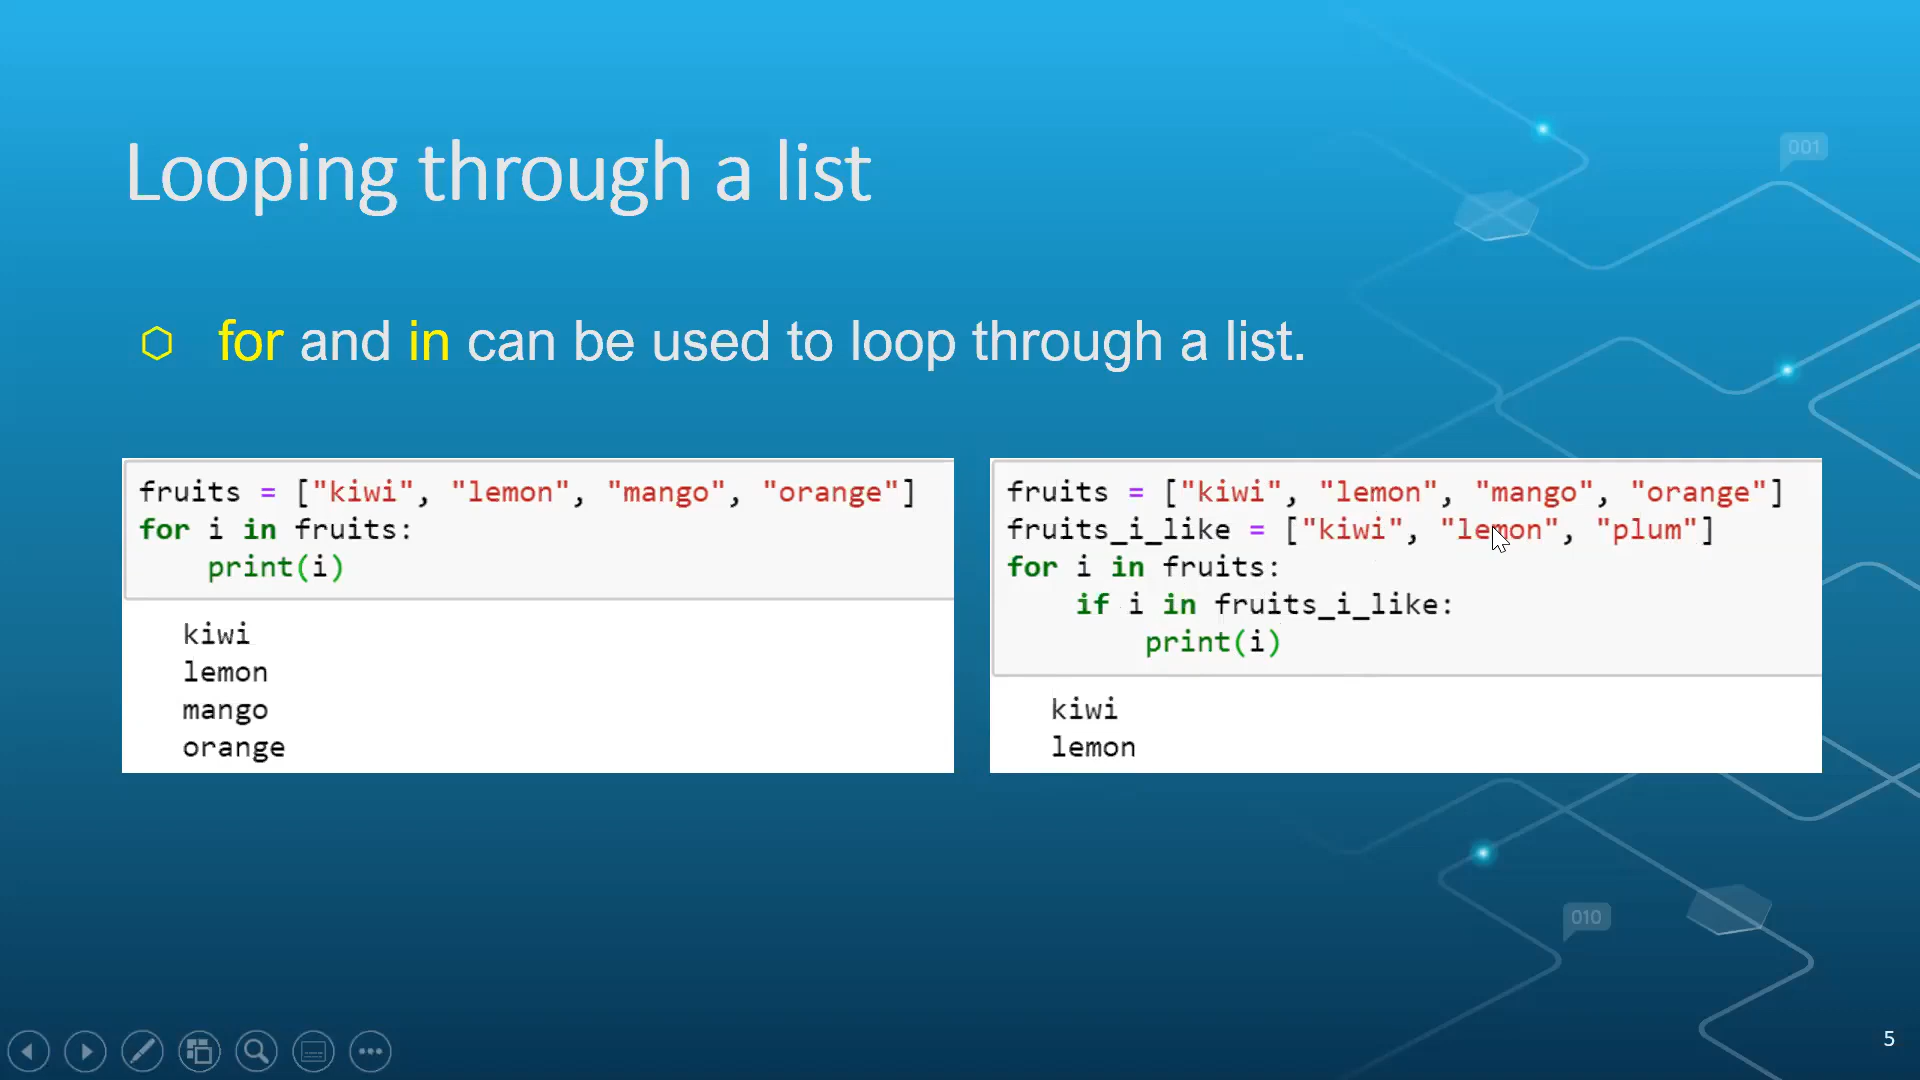 001
Looping through a list
for and in can be used to loop through a list.
fruits = ["kiwi", "lemon", "mango", "orange"]
for i in fruits:
    print(i)
kiwi
lemon
mango
orange
fruits = ["kiwi", "lemon", "mango", "orange"]
fruits_i_like = ["kiwi", "lemon", "plum"]
for i in fruits:
    if i in fruits_i_like:
        print(i)
kiwi
lemon
010
5